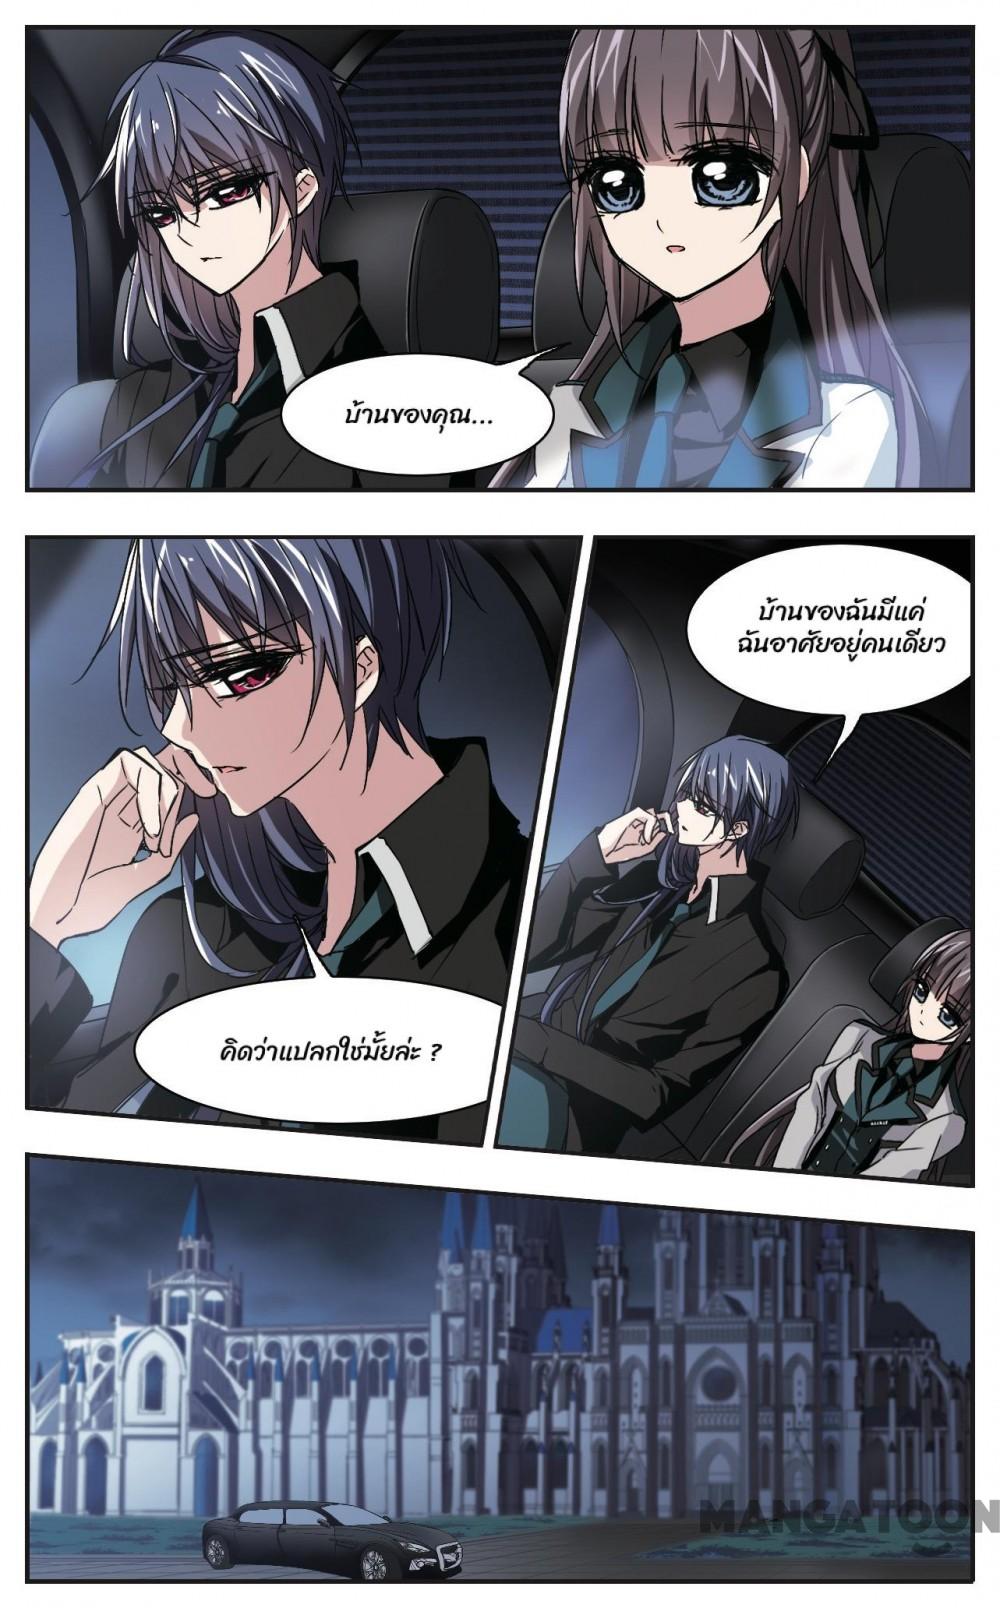 บ้านของคุณ...
คิดว่าแปลกใช่มั้ยล่ะ ?
บ้านของฉันมีแค่
ฉันอาศัยอยู่คนเดียว
MANGATOON